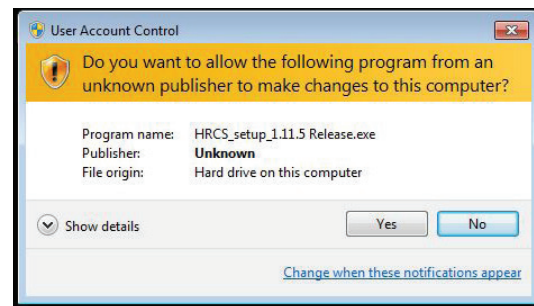 User Account Control
Do you want to allow the following program from an
unknown publisher to make changes to this computer?
Program name: HRCS_setup_1.11.5 Release.exe
Publisher: Unknown
File origin: Hard drive on this computer
Show details
Yes
No
Change when these notifications appear